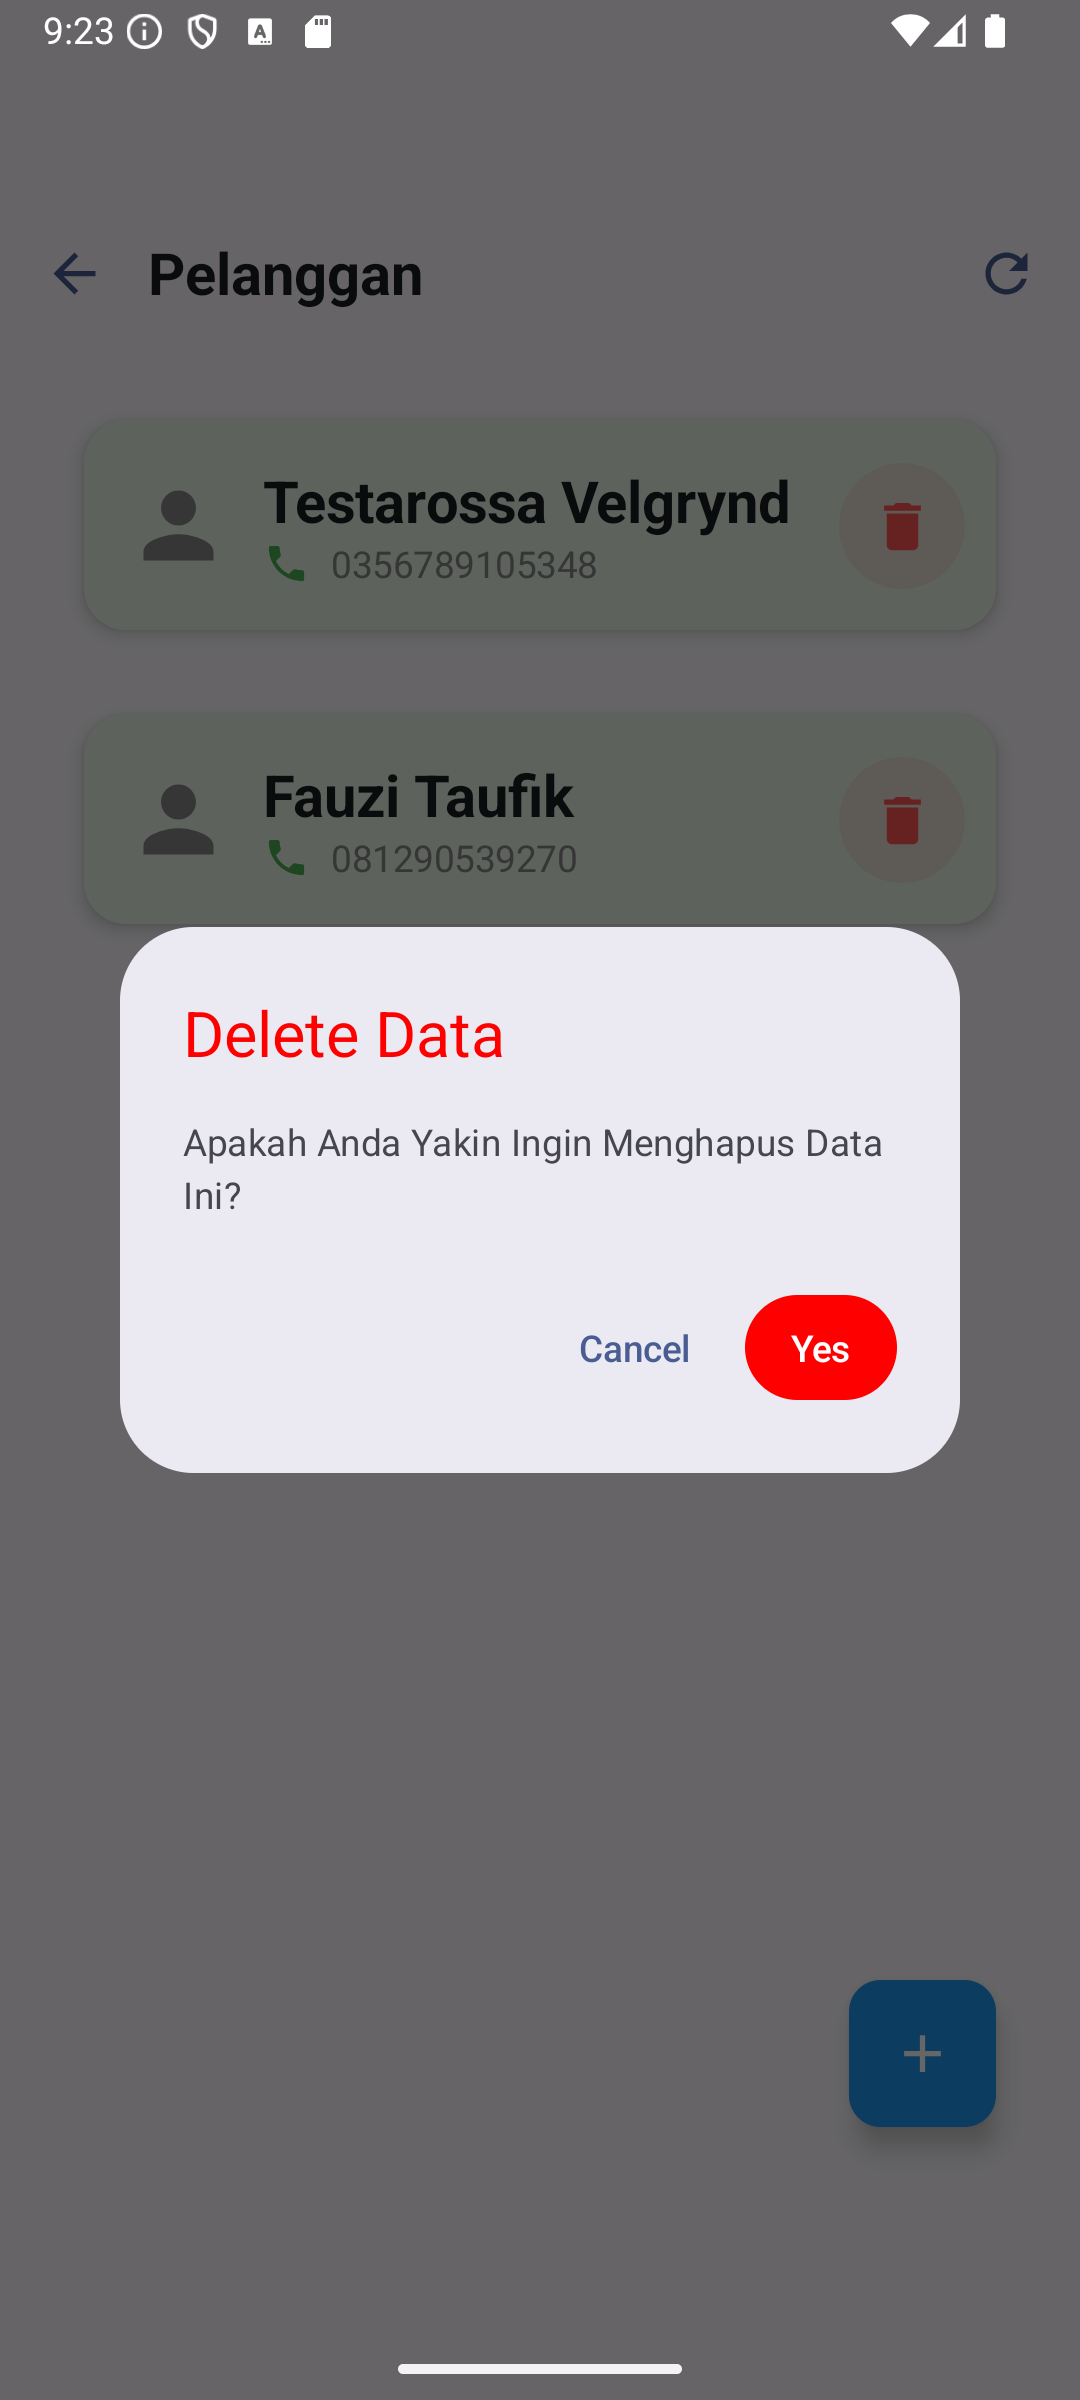 9:23
Pelanggan
Testarossa Velgrynd
0356789105348
Fauzi Taufik
081290539270
Delete Data
Apakah Anda Yakin Ingin Menghapus Data
Ini?
Cancel
Yes